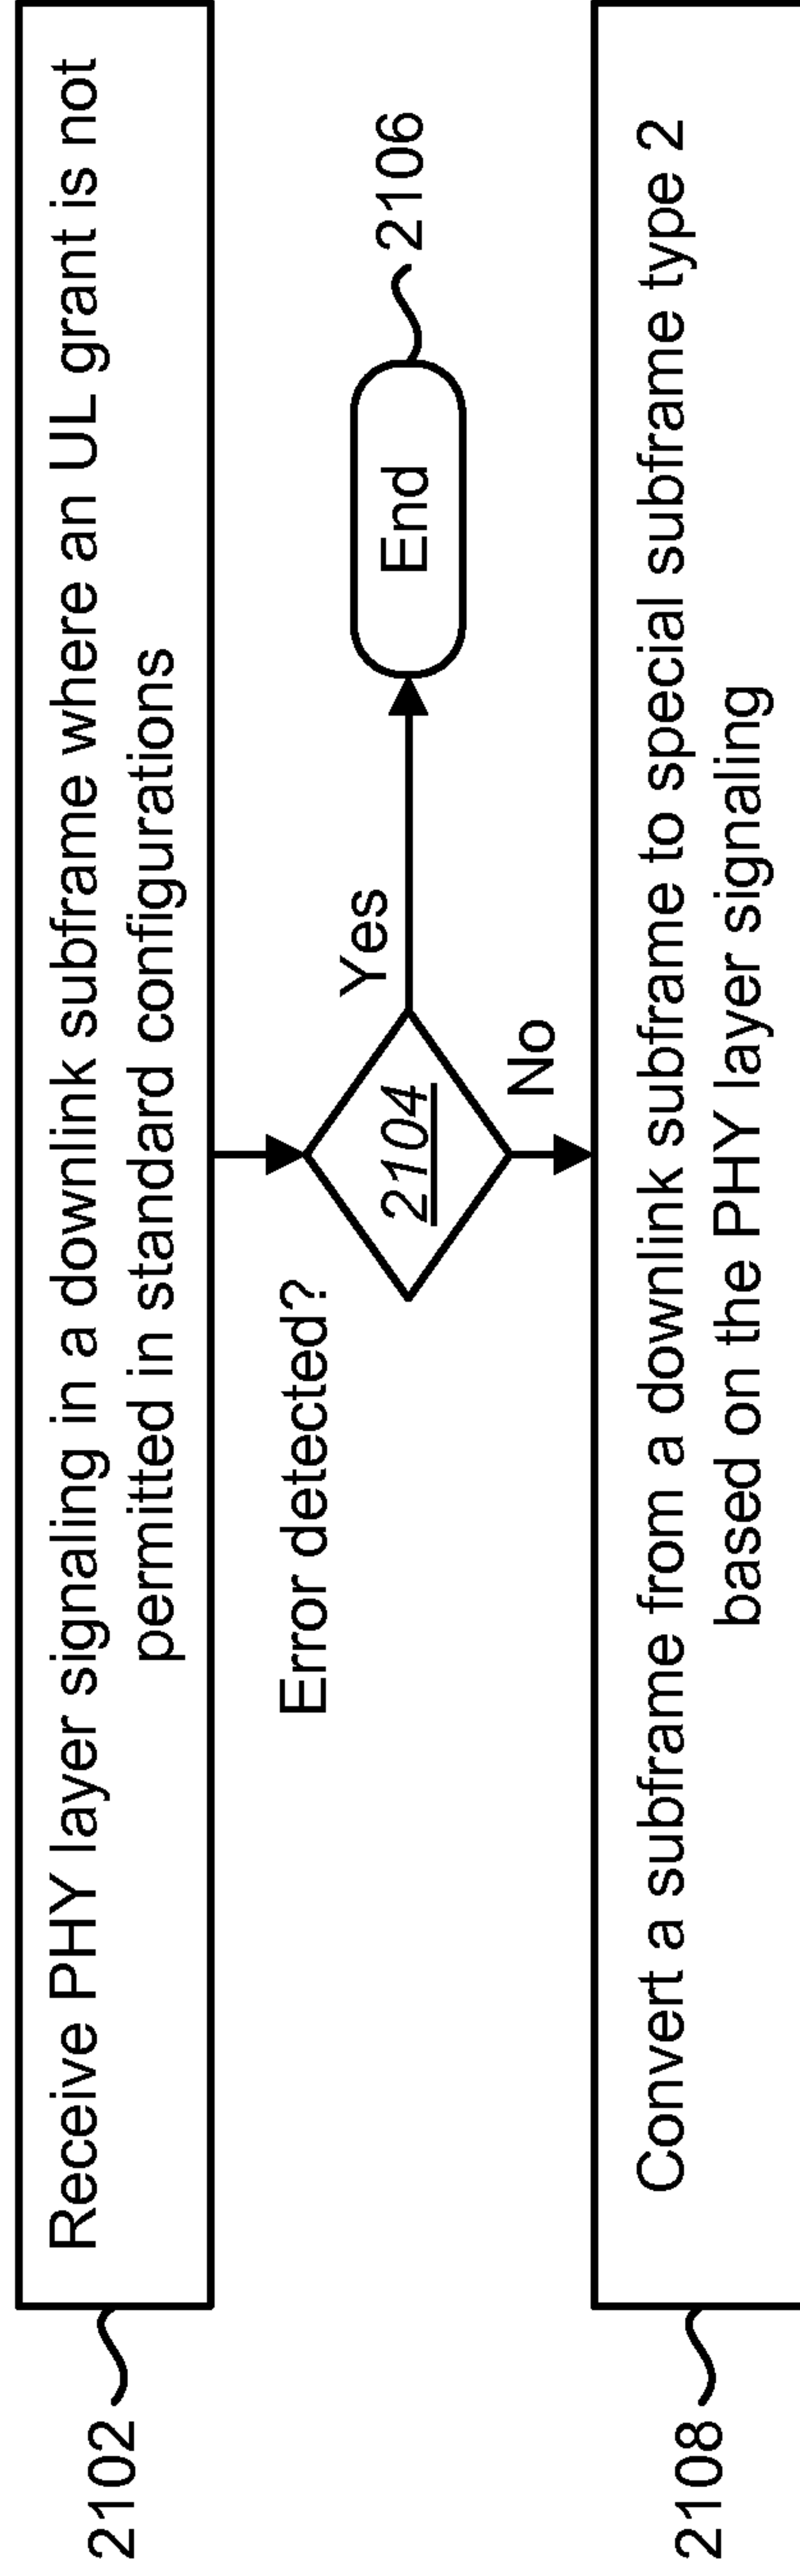 2102
Receive PHY layer signaling in a downlink subframe where an UL grant is not
permitted in standard configurations
Error detected?
2104
Yes
End
2106
No
2108
Convert a subframe from a downlink subframe to special subframe type 2
based on the PHY layer signaling